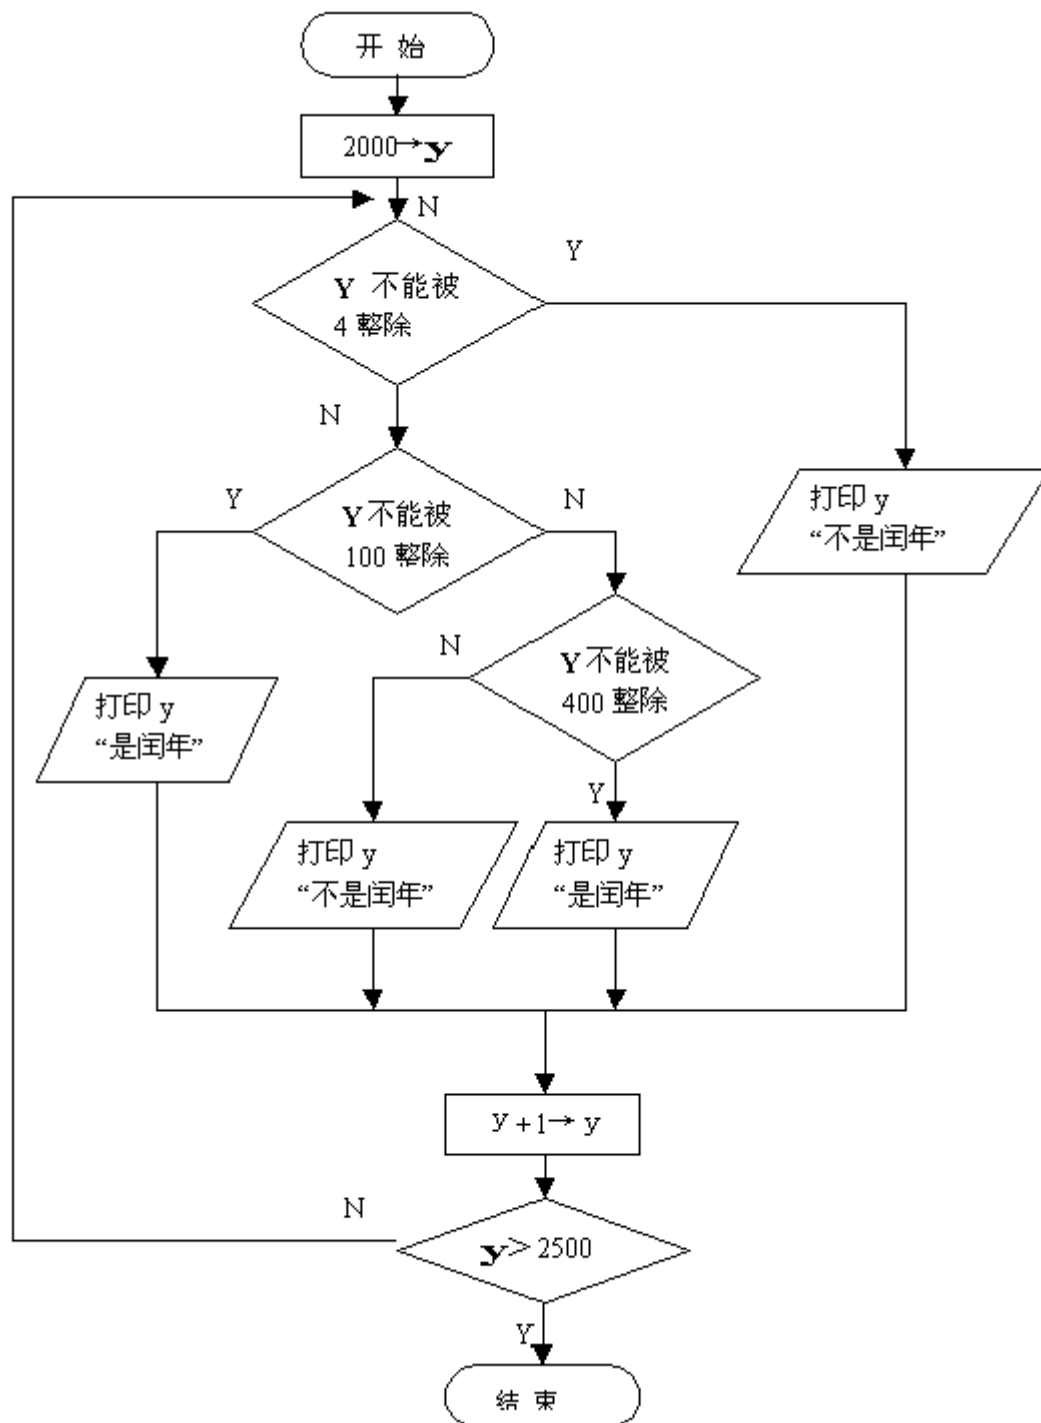 开 始
2000→y
N
Y
Y 不能被
4 整除
N
Y
Y不能被
100 整除
N
打印 y
“不是闰年”
N
Y不能被
400 整除
打印 y
“是闰年”
Y
打印 y
“不是闰年”
打印 y
“是闰年”
y +1→ y
N
y> 2500
Y
结 束